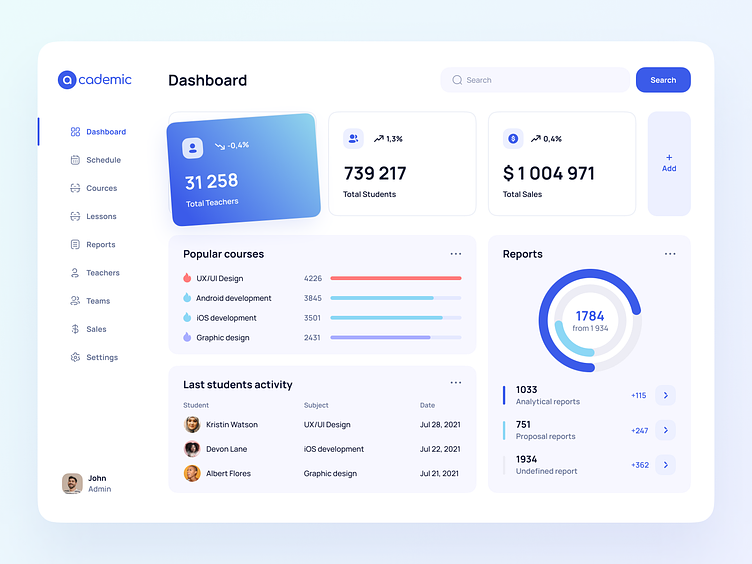 academic
Dashboard
Search
Search
Dashboard
Schedule
Cources
Lessons
Reports
Teachers
Teams
Sales
Settings
John
Admin
-0,4%
31 258
Total Teachers
1,3%
739 217
Total Students
0,4%
$ 1 004 971
Total Sales
+
Add
Popular courses
UX/UI Design 4226
Android development 3845
iOS development 3501
Graphic design 2431
Last students activity
Student Subject Date
Kristin Watson UX/UI Design Jul 28, 2021
Devon Lane iOS development Jul 22, 2021
Albert Flores Graphic design Jul 21, 2021
Reports
1784
from 1 934
1033
Analytical reports +115
751
Proposal reports +247
1934
Undefined report +362